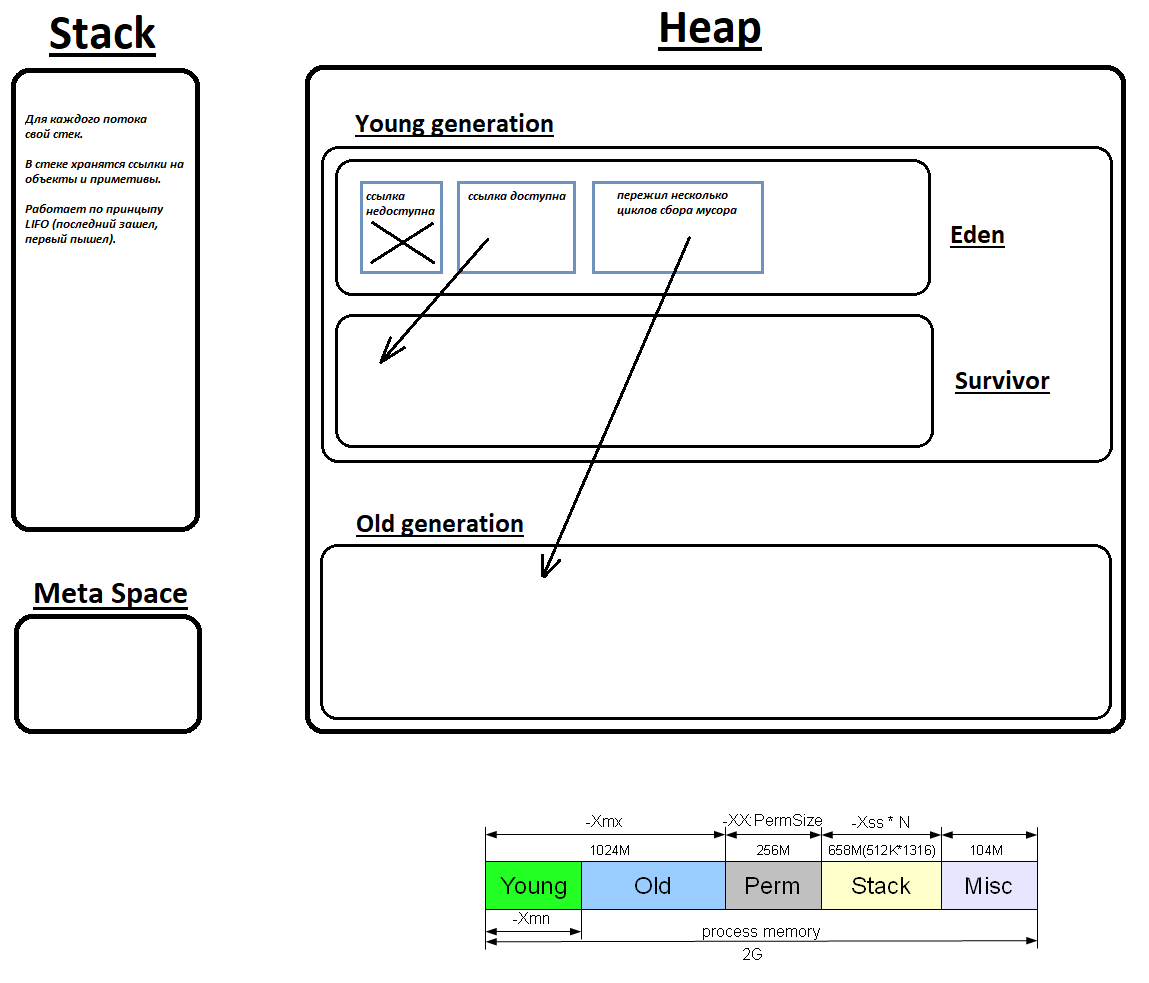 Stack
Heap
Для каждого потока
свой стек.
В стеке хранятся ссылки на
объекты и приметивы.
Работает по принцыпу
LIFO (последний зашел,
первый пышел).
Young generation
ссылка
недоступна
ссылка доступна
пережил несколько
циклов сбора мусора
Eden
Survivor
Old generation
Meta Space
-Xmx
-XX:PermSize
-Xss * N
1024M
256M
658M(512K*1316)
104M
Young
Old
Perm
Stack
Misc
-Xmn
process memory
2G